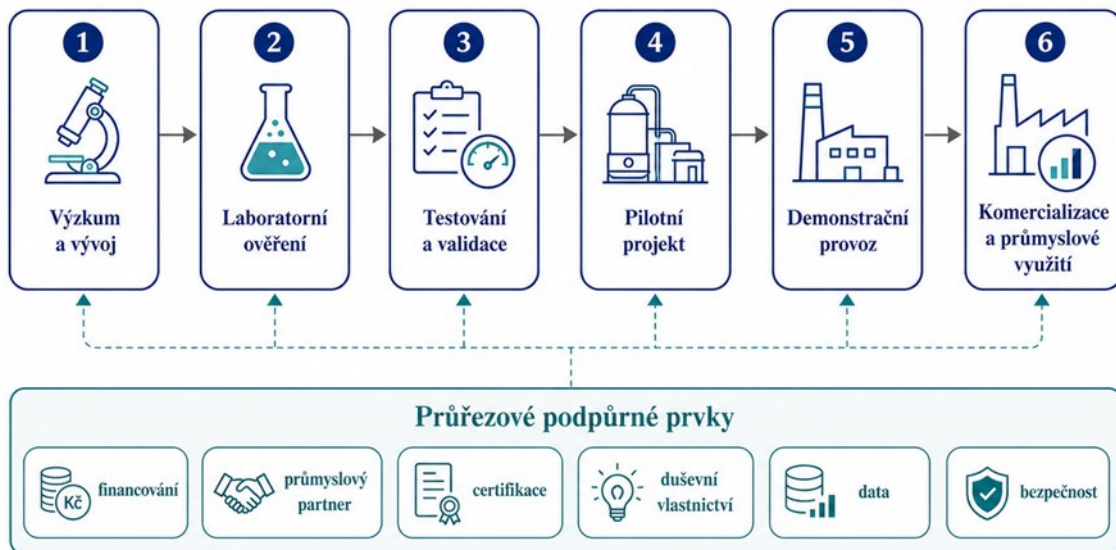 1
2
3
4
5
6
Výzkum
a vývoj
Laboratorní
ověření
Testování
a validace
Pilotní
projekt
Demonstrační
provoz
Komercializace
a průmyslové
využití
Průřezové podpůrné prvky
Kč
financování
průmyslový
partner
certifikace
duševní
vlastnictví
data
bezpečnost